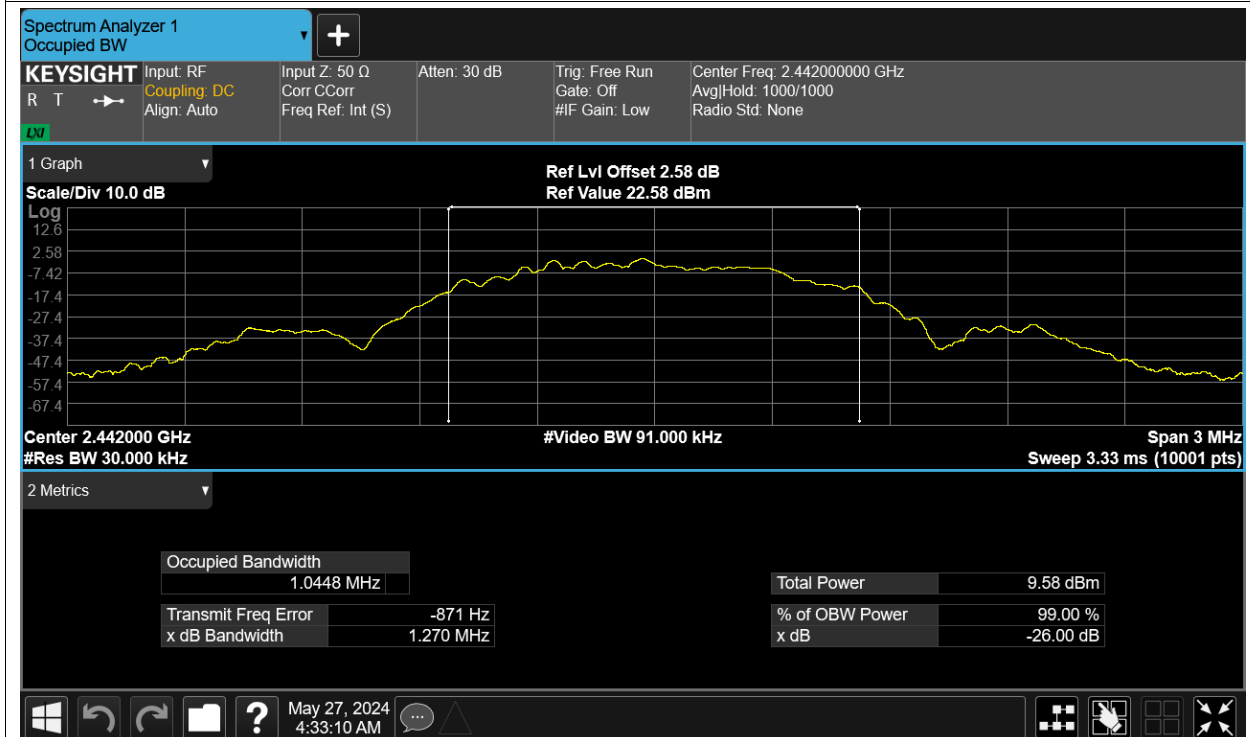 Spectrum Analyzer 1
Occupied BW
+
KEYSIGHT
R T
LXI
Input: RF
Coupling: DC
Align: Auto
Input Z: 50 Ω
Corr CCorr
Freq Ref: Int (S)
Atten: 30 dB
Trig: Free Run
Gate: Off
#IF Gain: Low
Center Freq: 2.442000000 GHz
Avg|Hold: 1000/1000
Radio Std: None
1 Graph
Scale/Div 10.0 dB
Ref Lvl Offset 2.58 dB
Ref Value 22.58 dBm
Log
12.6
2.58
-7.42
-17.4
-27.4
-37.4
-47.4
-57.4
-67.4
Center 2.442000 GHz
#Video BW 91.000 kHz
Span 3 MHz
#Res BW 30.000 kHz
Sweep 3.33 ms (10001 pts)
2 Metrics
Occupied Bandwidth
1.0448 MHz
Total Power 9.58 dBm
Transmit Freq Error -871 Hz
% of OBW Power 99.00 %
x dB Bandwidth 1.270 MHz
x dB -26.00 dB
?
May 27, 2024
4:33:10 AM